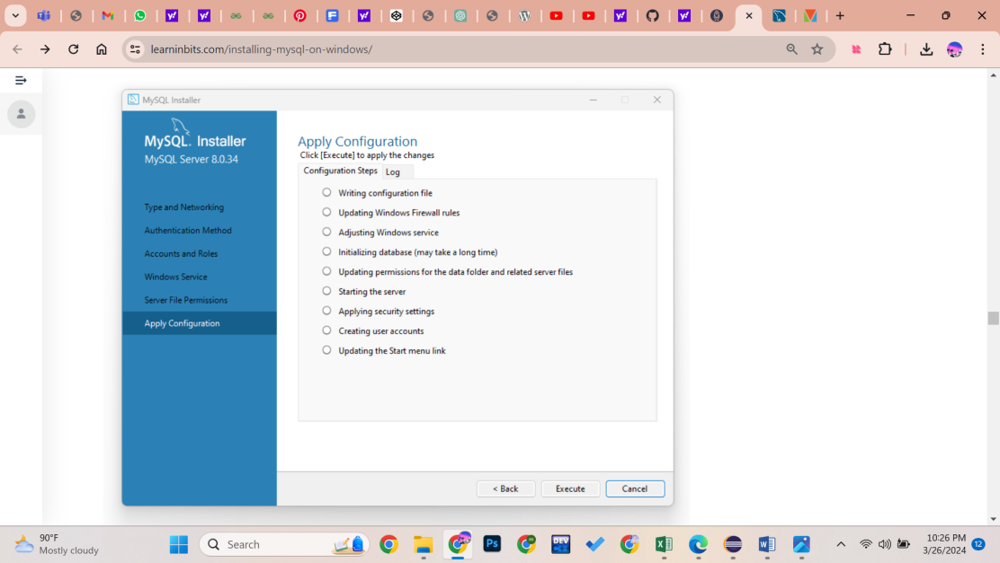 learninbits.com/installing-mysql-on-windows/
MySQL Installer
MySQL. Installer
MySQL Server 8.0.34
Type and Networking
Authentication Method
Accounts and Roles
Windows Service
Server File Permissions
Apply Configuration
Apply Configuration
Click [Execute] to apply the changes
Configuration Steps Log
Writing configuration file
Updating Windows Firewall rules
Adjusting Windows service
Initializing database (may take a long time)
Updating permissions for the data folder and related server files
Starting the server
Applying security settings
Creating user accounts
Updating the Start menu link
< Back Execute Cancel
90°F
Mostly cloudy
Search
Ps
DEV
10:26 PM
3/26/2024
12